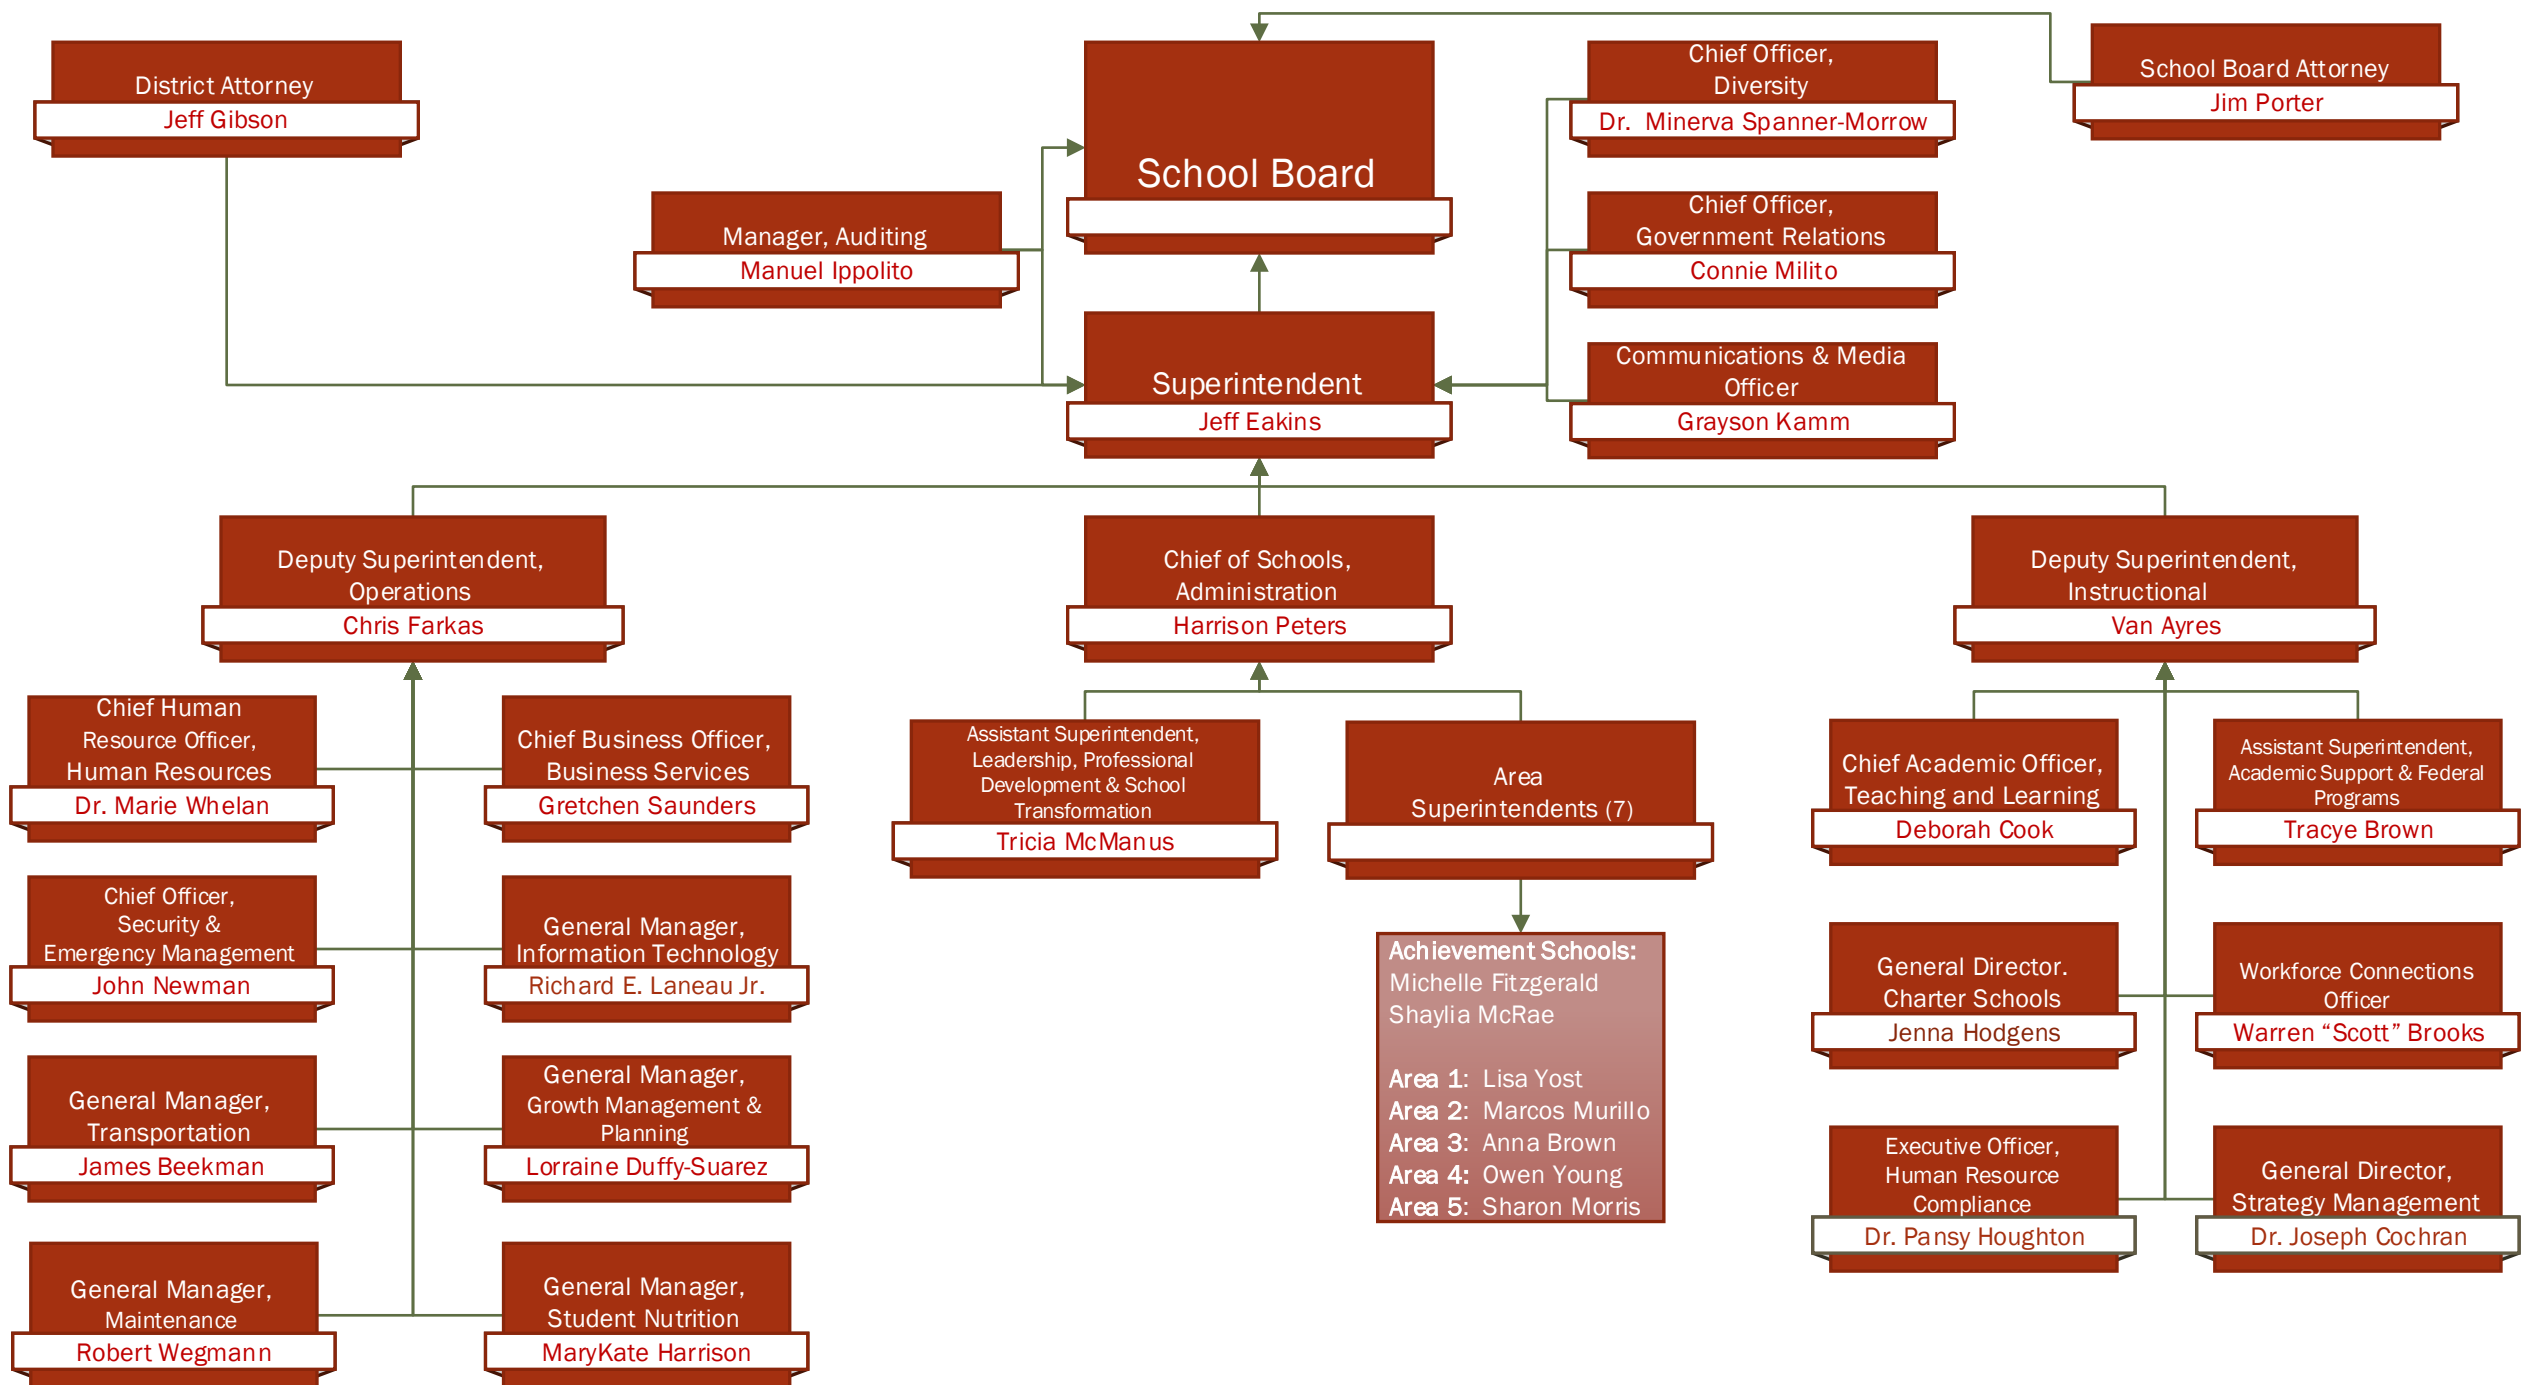 District Attorney
Jeff Gibson
Manager, Auditing
Manuel Ippolito
School Board
Chief Officer,
Diversity
Dr.  Minerva Spanner-Morrow
School Board Attorney
Jim Porter
Chief Officer,
Government Relations
Connie Milito
Communications & Media
Officer
Grayson Kamm
Superintendent
Jeff Eakins
Deputy Superintendent,
Operations
Chris Farkas
Chief of Schools,
Administration
Harrison Peters
Deputy Superintendent,
Instructional
Van Ayres
Chief Human
Resource Officer,
Human Resources
Dr. Marie Whelan
Chief Business Officer,
Business Services
Gretchen Saunders
Chief Officer,
Security &
Emergency Management
John Newman
General Manager,
Information Technology
Richard E. Laneau Jr.
General Manager,
Transportation
James Beekman
General Manager,
Growth Management &
Planning
Lorraine Duffy-Suarez
General Manager,
Maintenance
Robert Wegmann
General Manager,
Student Nutrition
MaryKate Harrison
Assistant Superintendent,
Leadership, Professional
Development & School
Transformation
Tricia McManus
Area
Superintendents (7)
Achievement Schools:
Michelle Fitzgerald
Shaylia McRae
Area 1:  Lisa Yost
Area 2:  Marcos Murillo
Area 3:  Anna Brown
Area 4:  Owen Young
Area 5:  Sharon Morris
Chief Academic Officer,
Teaching and Learning
Deborah Cook
Assistant Superintendent,
Academic Support & Federal
Programs
Tracye Brown
General Director.
Charter Schools
Jenna Hodgens
Workforce Connections
Officer
Warren “Scott” Brooks
Executive Officer,
Human Resource
Compliance
Dr. Pansy Houghton
General Director,
Strategy Management
Dr. Joseph Cochran